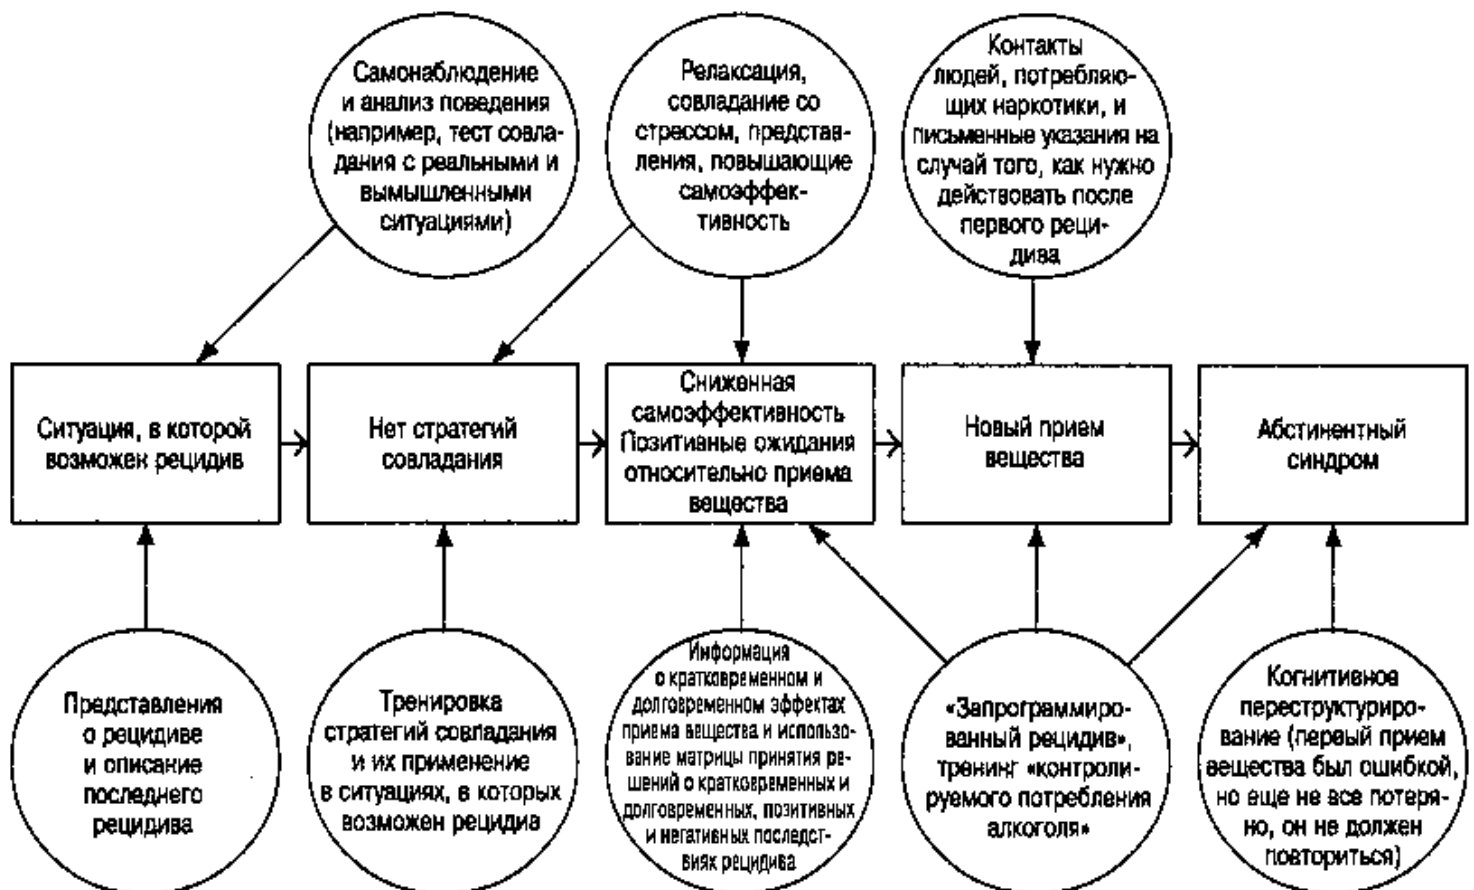 Самонаблюдение
и анализ поведения
(например, тест совла-
дания с реальными и
вымышленными
ситуациями)
Релаксация,
совладание со
стрессом, представ-
ления, повышающие
самоэффек-
тивность
Контакты
людей, потребляю-
щих наркотики, и
письменные указания на
случай того, как нужно
действовать после
первого реци-
дива
Ситуация, в которой
возможен рецидив
Нет стратегий
совладания
Сниженная
самоэффективность
Позитивные ожидания
относительно приема
вещества
Новый прием
вещества
Абстинентный
синдром
Представления
о рецидиве
и описание
последнего
рецидива
Тренировка
стратегий совладания
и их применение
в ситуациях, в которых
возможен рецидив
Информация
о кратковременном и
долговременном эффектах
приема вещества и использо-
вание матрицы принятия ре-
шений о кратковременных и
долговременных, позитивных
и негативных последст-
виях рецидива
«Запрограммиро-
ванный рецидив»,
тренинг «контроли-
руемого потребления
алкоголя»
Когнитивное
переструктуриро-
вание (первый прием
вещества был ошибкой,
но еще не все потеря-
но, он не должен
повториться)